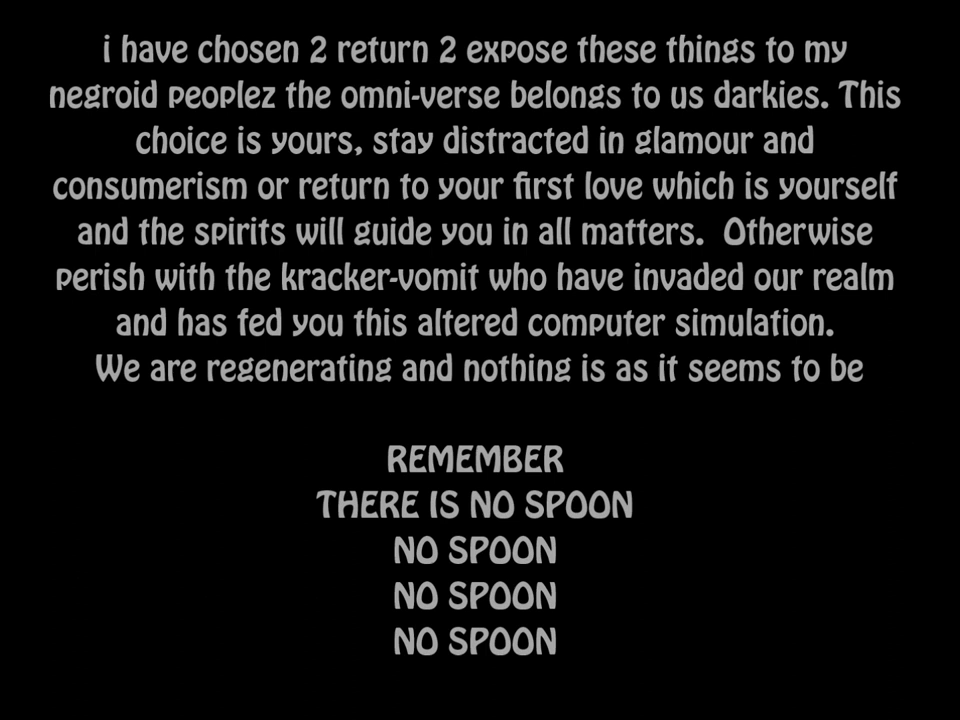 i have chosen 2 return 2 expose these things to my
negroid peoplez the omni-verse belongs to us darkies. This
choice is yours, stay distracted in glamour and
consumerism or return to your first love which is yourself
and the spirits will guide you in all matters.  Otherwise
perish with the kracker-vomit who have invaded our realm
and has fed you this altered computer simulation.
We are regenerating and nothing is as it seems to be
REMEMBER
THERE IS NO SPOON
NO SPOON
NO SPOON
NO SPOON